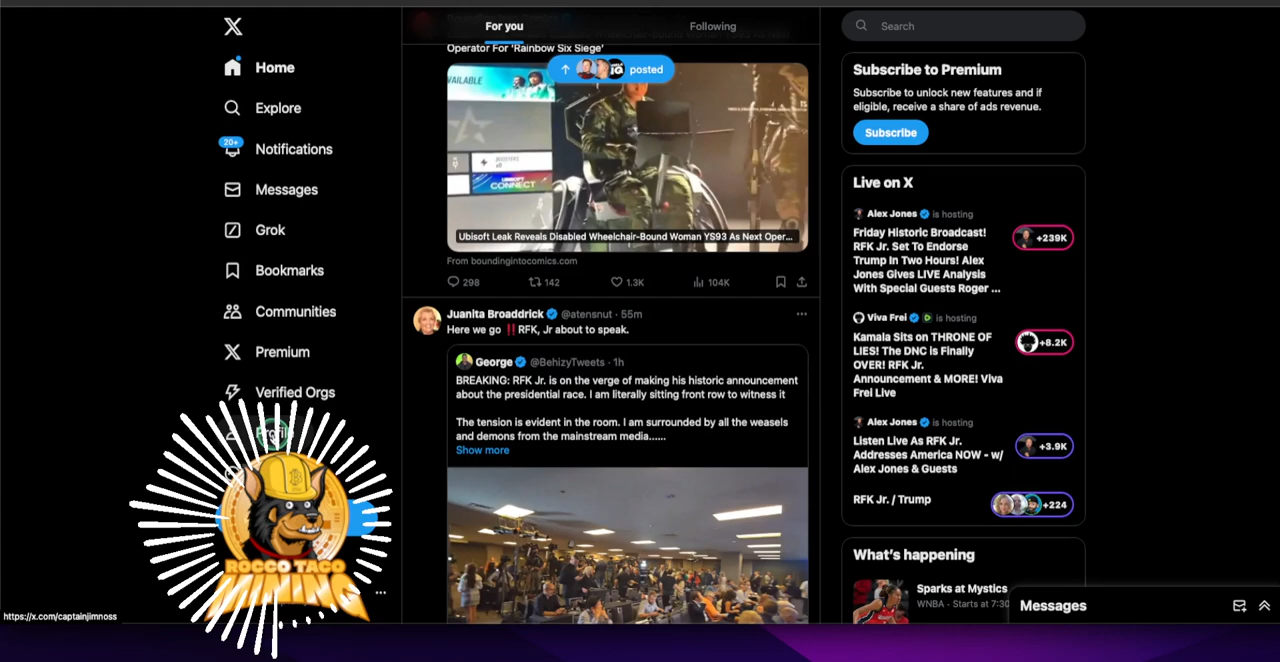 Home
Explore
20+
Notifications
Messages
Grok
Bookmarks
Communities
Premium
Verified Orgs
Profile
ROCCO TACO
MINING
https://x.com/captainjimnoss
For you
Following
Operator For 'Rainbow Six Siege'
posted
AVAILABLE
UBISOFT
CONNECT
Ubisoft Leak Reveals Disabled Wheelchair-Bound Woman YS93 As Next Oper...
From boundingintocomics.com
298
142
1.3K
104K
Juanita Broaddrick @atensnut · 55m
Here we go ‼️RFK, Jr about to speak.
George @BehizyTweets · 1h
BREAKING: RFK Jr. is on the verge of making his historic announcement
about the presidential race. I am literally sitting front row to witness it
The tension is evident in the room. I am surrounded by all the weasels
and demons from the mainstream media......
Show more
Search
Subscribe to Premium
Subscribe to unlock new features and if
eligible, receive a share of ads revenue.
Subscribe
Live on X
Alex Jones is hosting
Friday Historic Broadcast!
RFK Jr. Set To Endorse
Trump In Two Hours! Alex
Jones Gives LIVE Analysis
With Special Guests Roger ...
+239K
Viva Frei is hosting
Kamala Sits on THRONE OF
LIES! The DNC is Finally
OVER! RFK Jr.
Announcement & MORE! Viva
Frei Live
+8.2K
Alex Jones is hosting
Listen Live As RFK Jr.
Addresses America NOW - w/
Alex Jones & Guests
+3.9K
RFK Jr. / Trump
+224
What's happening
Sparks at Mystics
WNBA · Starts at 7:30
Messages